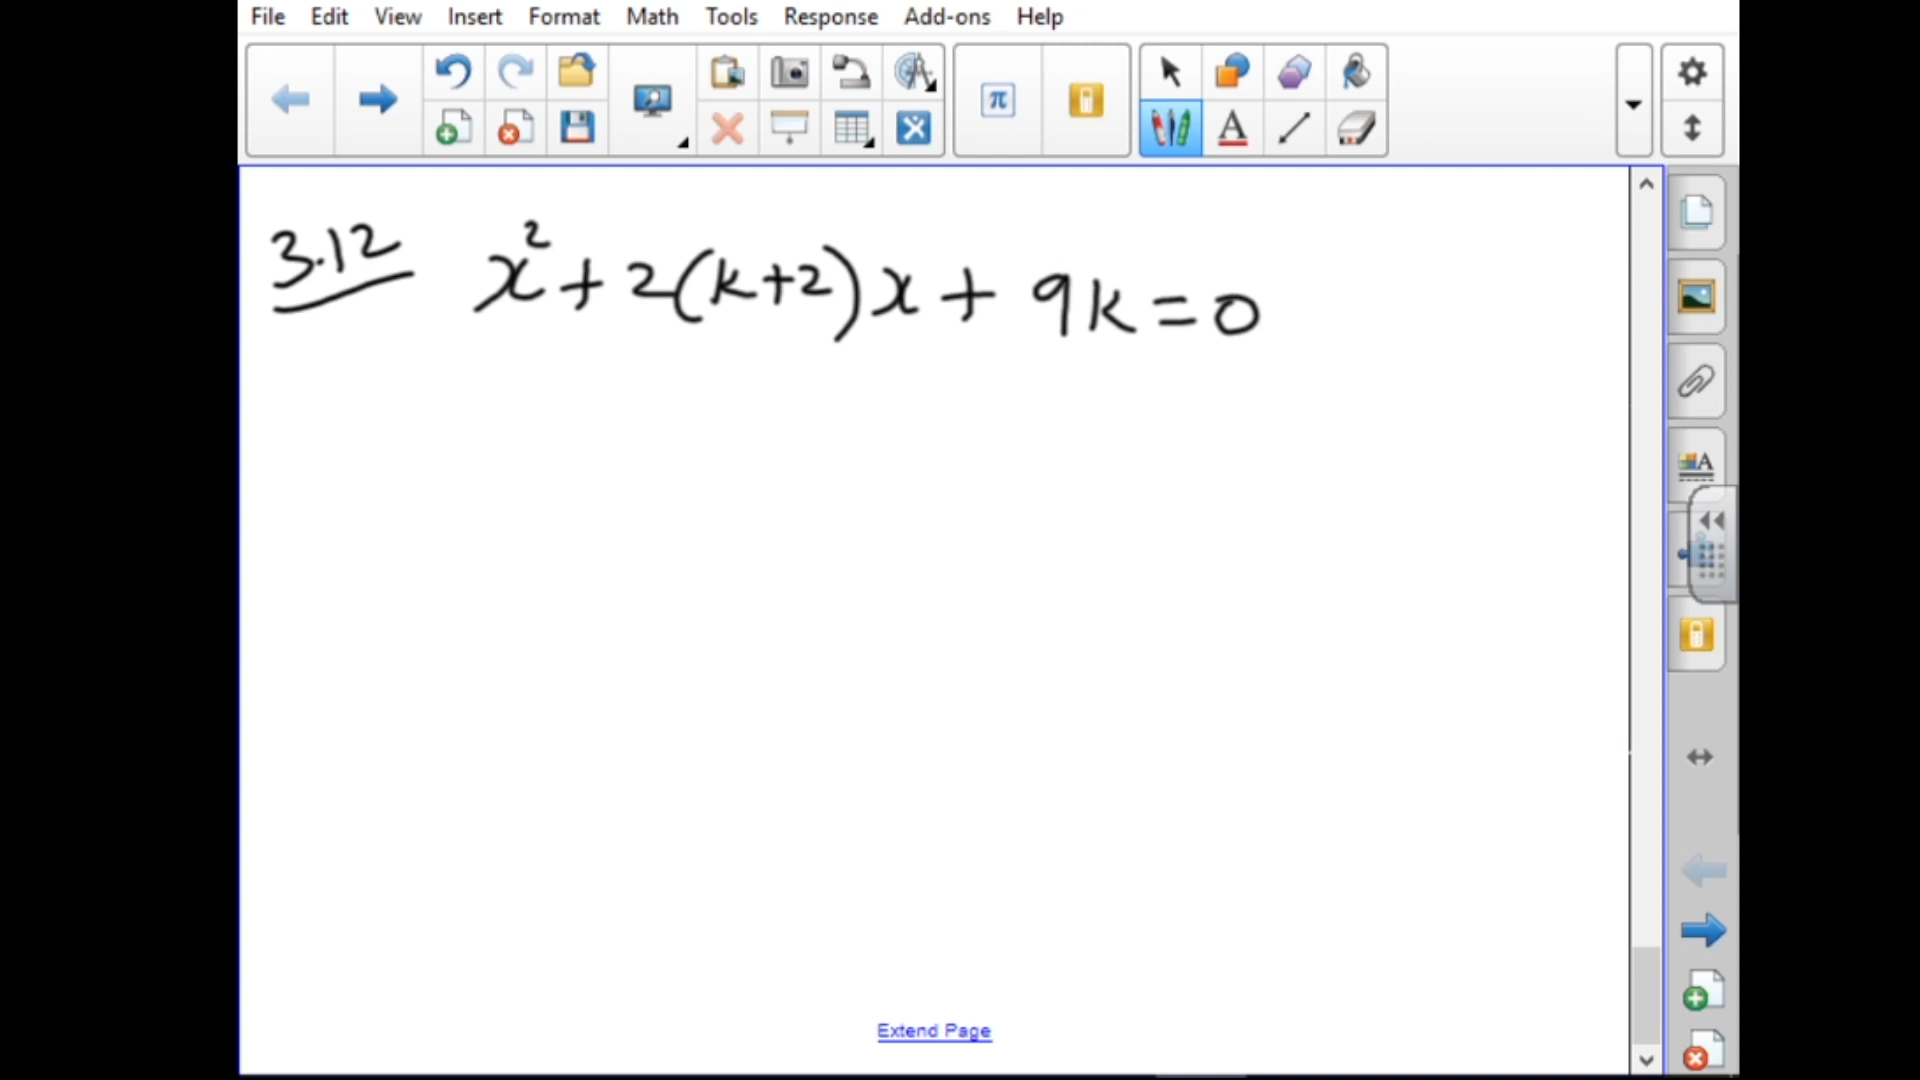 File Edit View Insert Format Math Tools Response Add-ons Help
π
A
A
3.12 x² + 2(k+2)x + 9k = 0
Extend Page